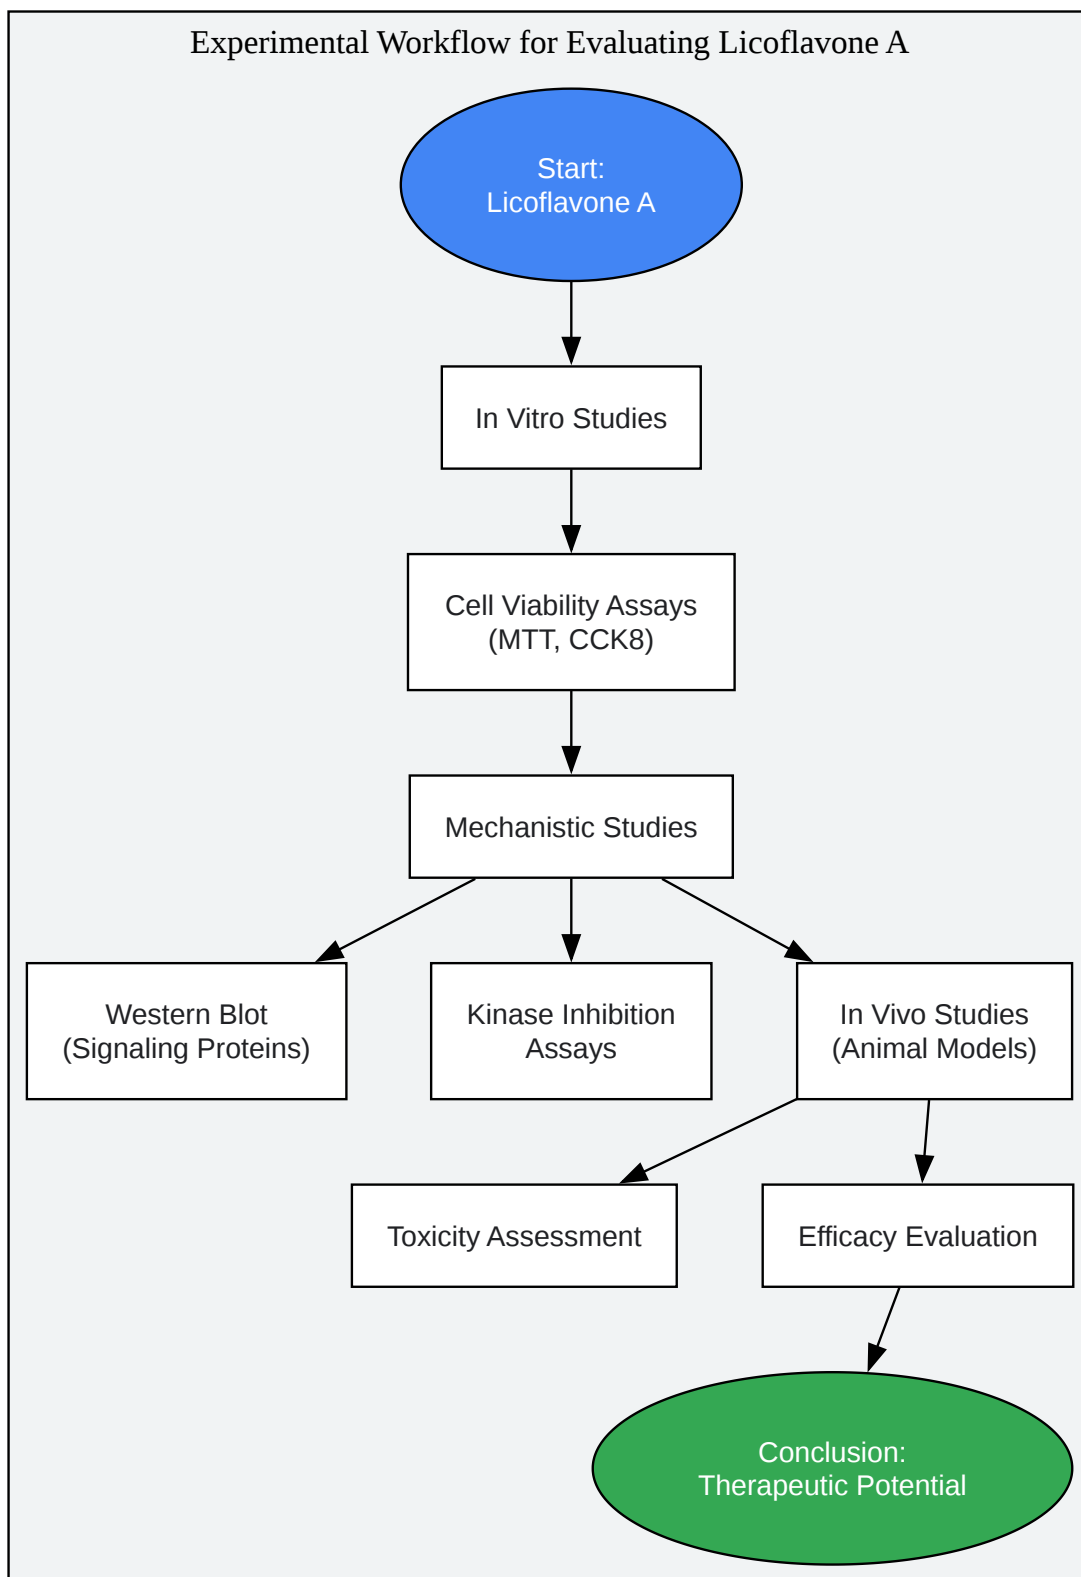 Experimental Workflow for Evaluating Licoflavone A
Start:
Licoflavone A
In Vitro Studies
Cell Viability Assays
(MTT, CCK8)
Mechanistic Studies
Western Blot
(Signaling Proteins)
Kinase Inhibition
Assays
In Vivo Studies
(Animal Models)
Toxicity Assessment
Efficacy Evaluation
Conclusion:
Therapeutic Potential